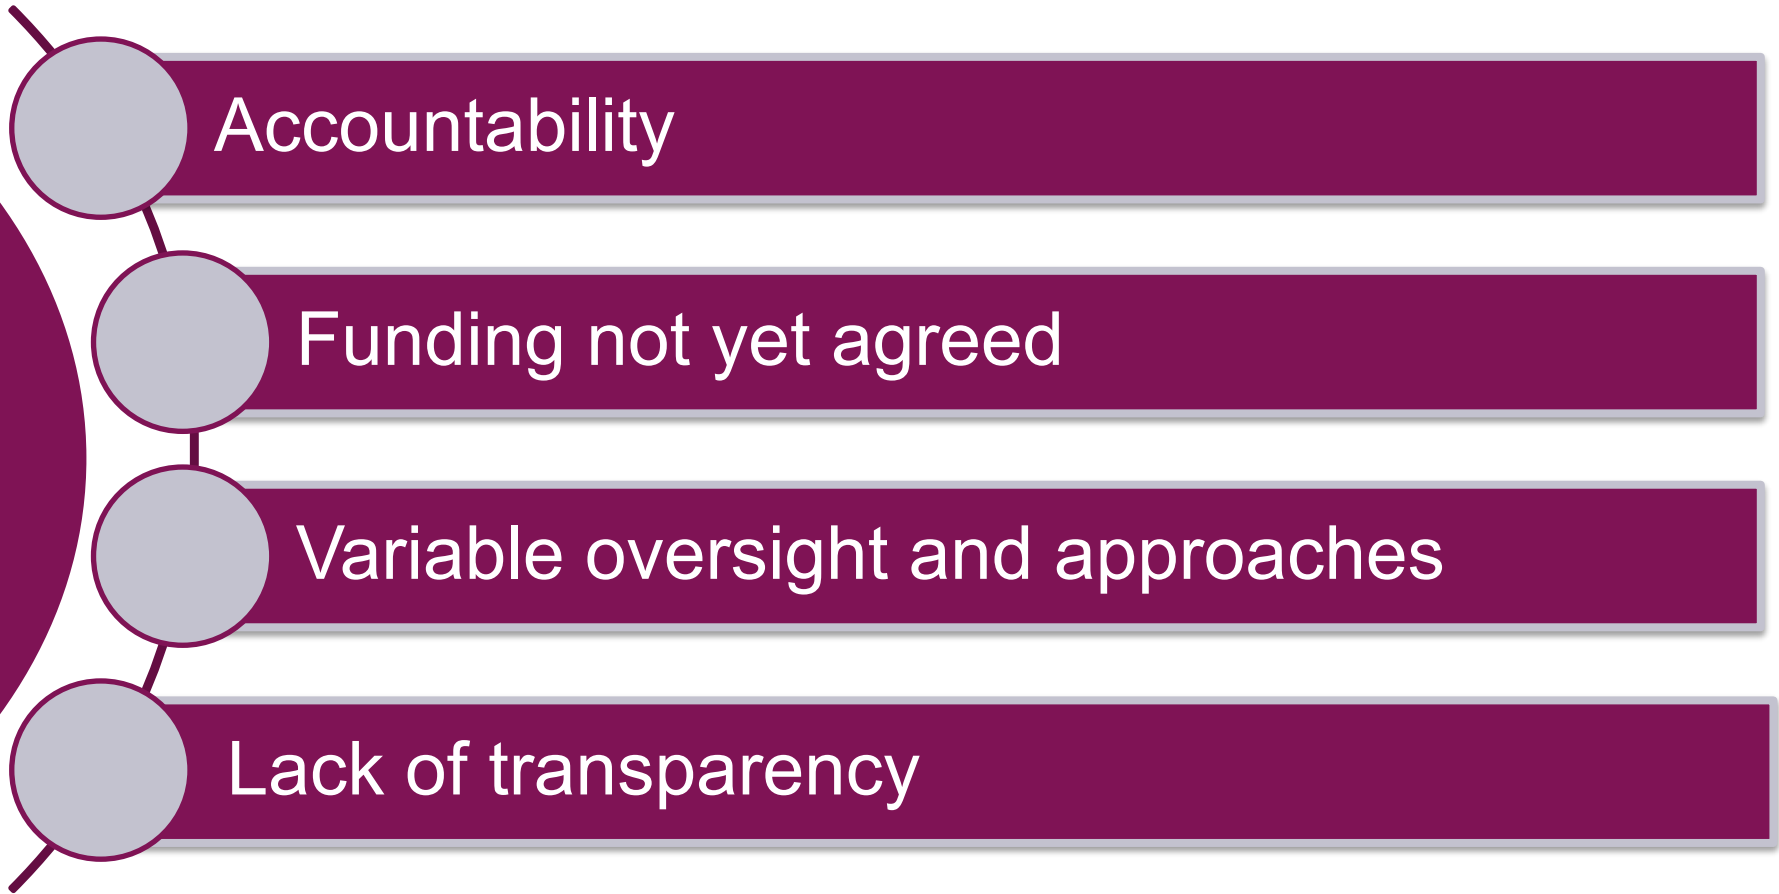 Accountability
Funding not yet agreed
Variable oversight and approaches
Lack of transparency